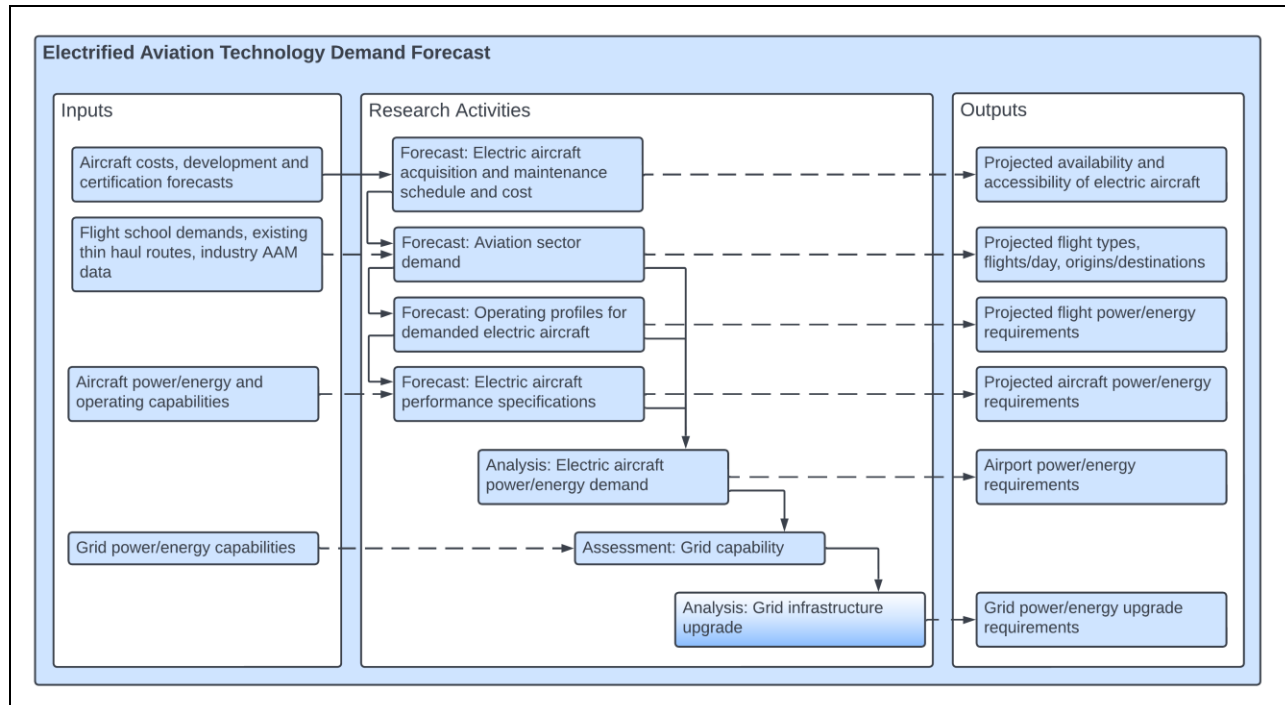 Electrified Aviation Technology Demand Forecast
Inputs
Aircraft costs, development and
certification forecasts
Flight school demands, existing
thin haul routes, industry AAM
data
Aircraft power/energy and
operating capabilities
Grid power/energy capabilities
Research Activities
Forecast: Electric aircraft
acquisition and maintenance
schedule and cost
Forecast: Aviation sector
demand
Forecast: Operating profiles for
demanded electric aircraft
Forecast: Electric aircraft
performance specifications
Analysis: Electric aircraft
power/energy demand
Assessment: Grid capability
Analysis: Grid infrastructure
upgrade
Outputs
Projected availability and
accessibility of electric aircraft
Projected flight types,
flights/day, origins/destinations
Projected flight power/energy
requirements
Projected aircraft power/energy
requirements
Airport power/energy
requirements
Grid power/energy upgrade
requirements